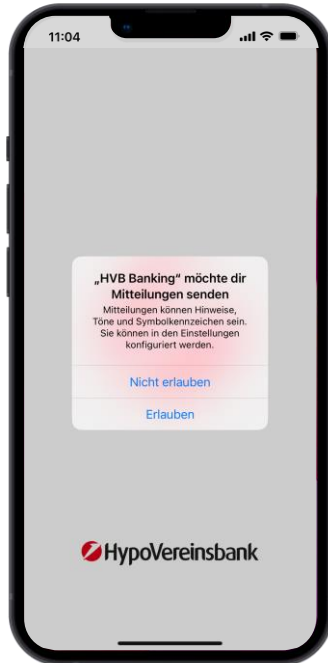 11:04
„HVB Banking“ möchte dir
Mitteilungen senden
Mitteilungen können Hinweise,
Töne und Symbolkennzeichen sein.
Sie können in den Einstellungen
konfiguriert werden.
Nicht erlauben
Erlauben
HypoVereinsbank